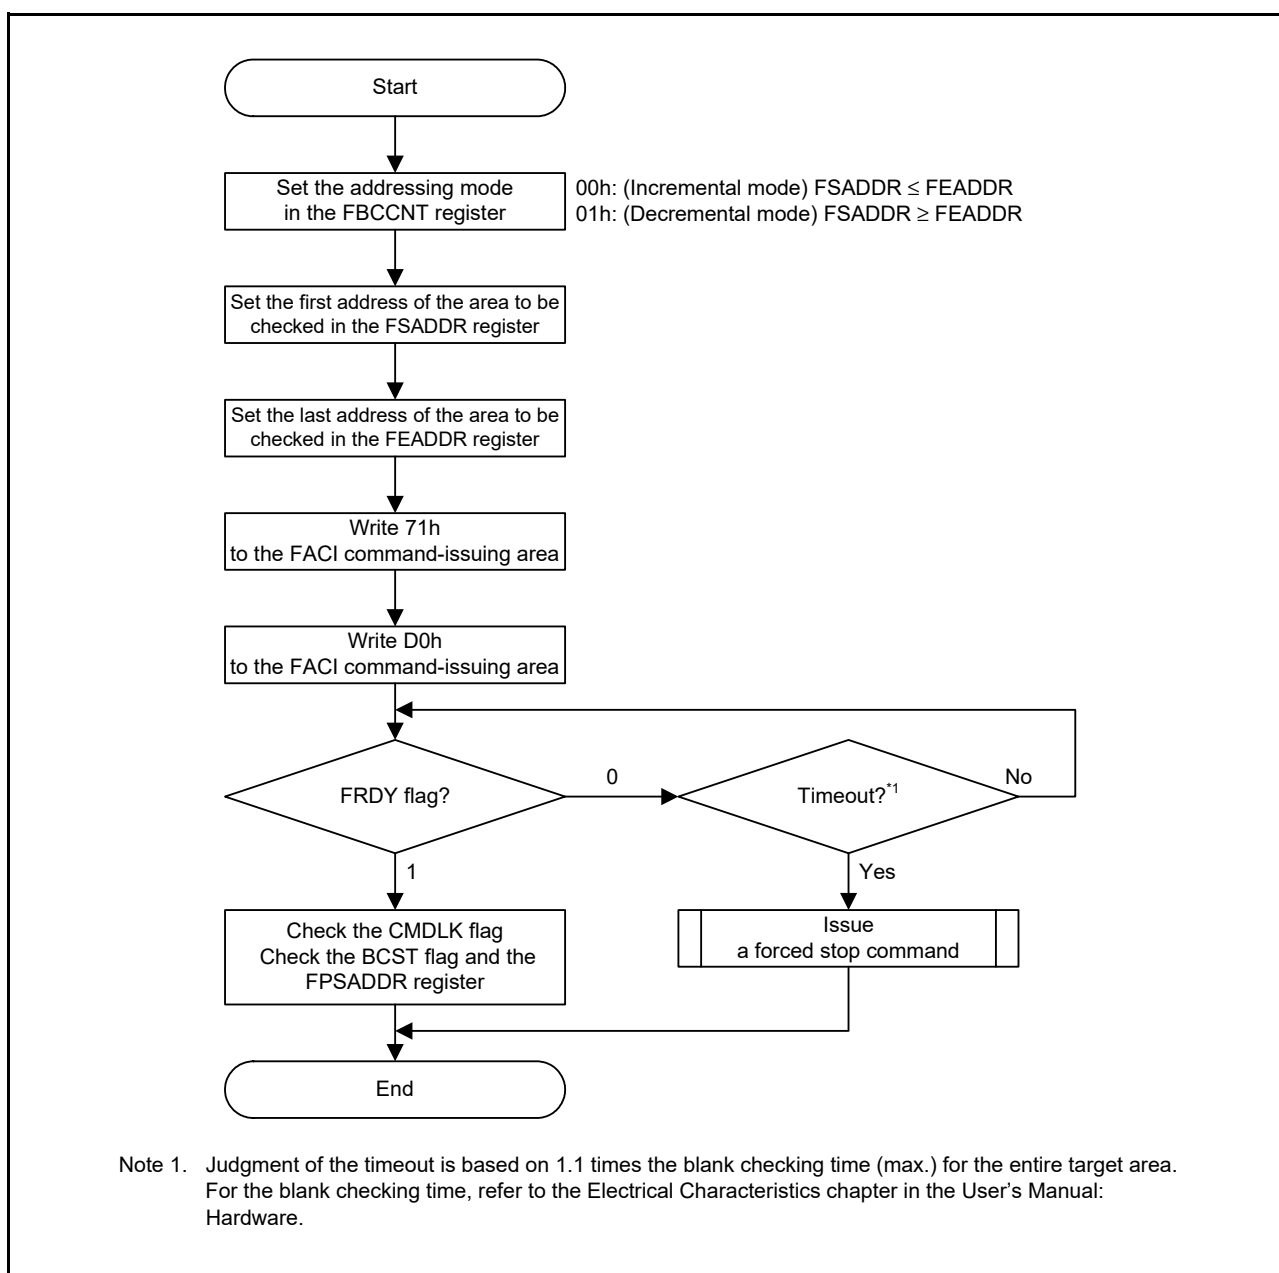 Start
Set the addressing mode
in the FBCCNT register
00h: (Incremental mode) FSADDR ≤ FEADDR
01h: (Decremental mode) FSADDR ≥ FEADDR
Set the first address of the area to be
checked in the FSADDR register
Set the last address of the area to be
checked in the FEADDR register
Write 71h
to the FACI command-issuing area
Write D0h
to the FACI command-issuing area
FRDY flag?
0
Timeout?*1
No
1
Yes
Check the CMDLK flag
Check the BCST flag and the
FPSADDR register
Issue
a forced stop command
End
Note 1. Judgment of the timeout is based on 1.1 times the blank checking time (max.) for the entire target area.
For the blank checking time, refer to the Electrical Characteristics chapter in the User's Manual:
Hardware.